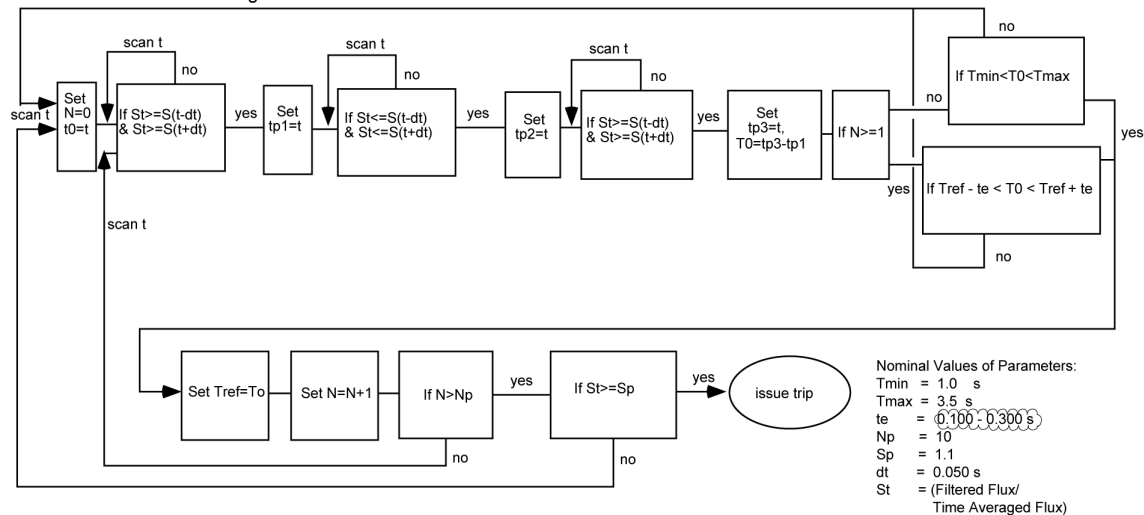 no
scan t
scan t
scan t
no
no
no
If Tmin<T0<Tmax
scan t
Set
N=0
t0=t
If St>=S(t-dt)
& St>=S(t+dt)
yes
Set
tp1=t
If St<=S(t-dt)
& St<=S(t+dt)
yes
Set
tp2=t
If St>=S(t-dt)
& St>=S(t+dt)
yes
Set
tp3=t,
T0=tp3-tp1
If N>=1
no
yes
yes
If Tref - te < T0 < Tref + te
no
scan t
Set Tref=To
Set N=N+1
If N>Np
yes
If St>=Sp
yes
issue trip
no
no
Nominal Values of Parameters:
Tmin = 1.0 s
Tmax = 3.5 s
te = 0.100 - 0.300 s
Np = 10
Sp = 1.1
dt = 0.050 s
St = (Filtered Flux/
Time Averaged Flux)